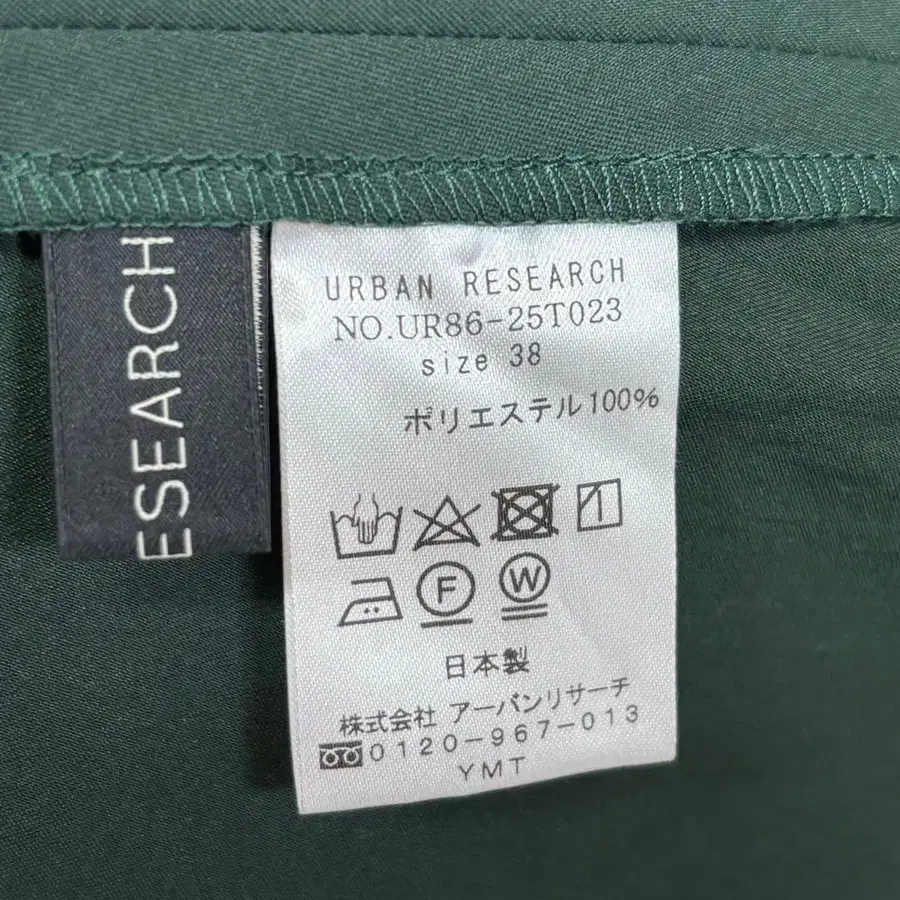 ESEARCH
URBAN RESEARCH
NO.UR86-25T023
size 38
ポリエステル100%
F W
日本製
株式会社 アーバンリサーチ
0120-967-013
YMT